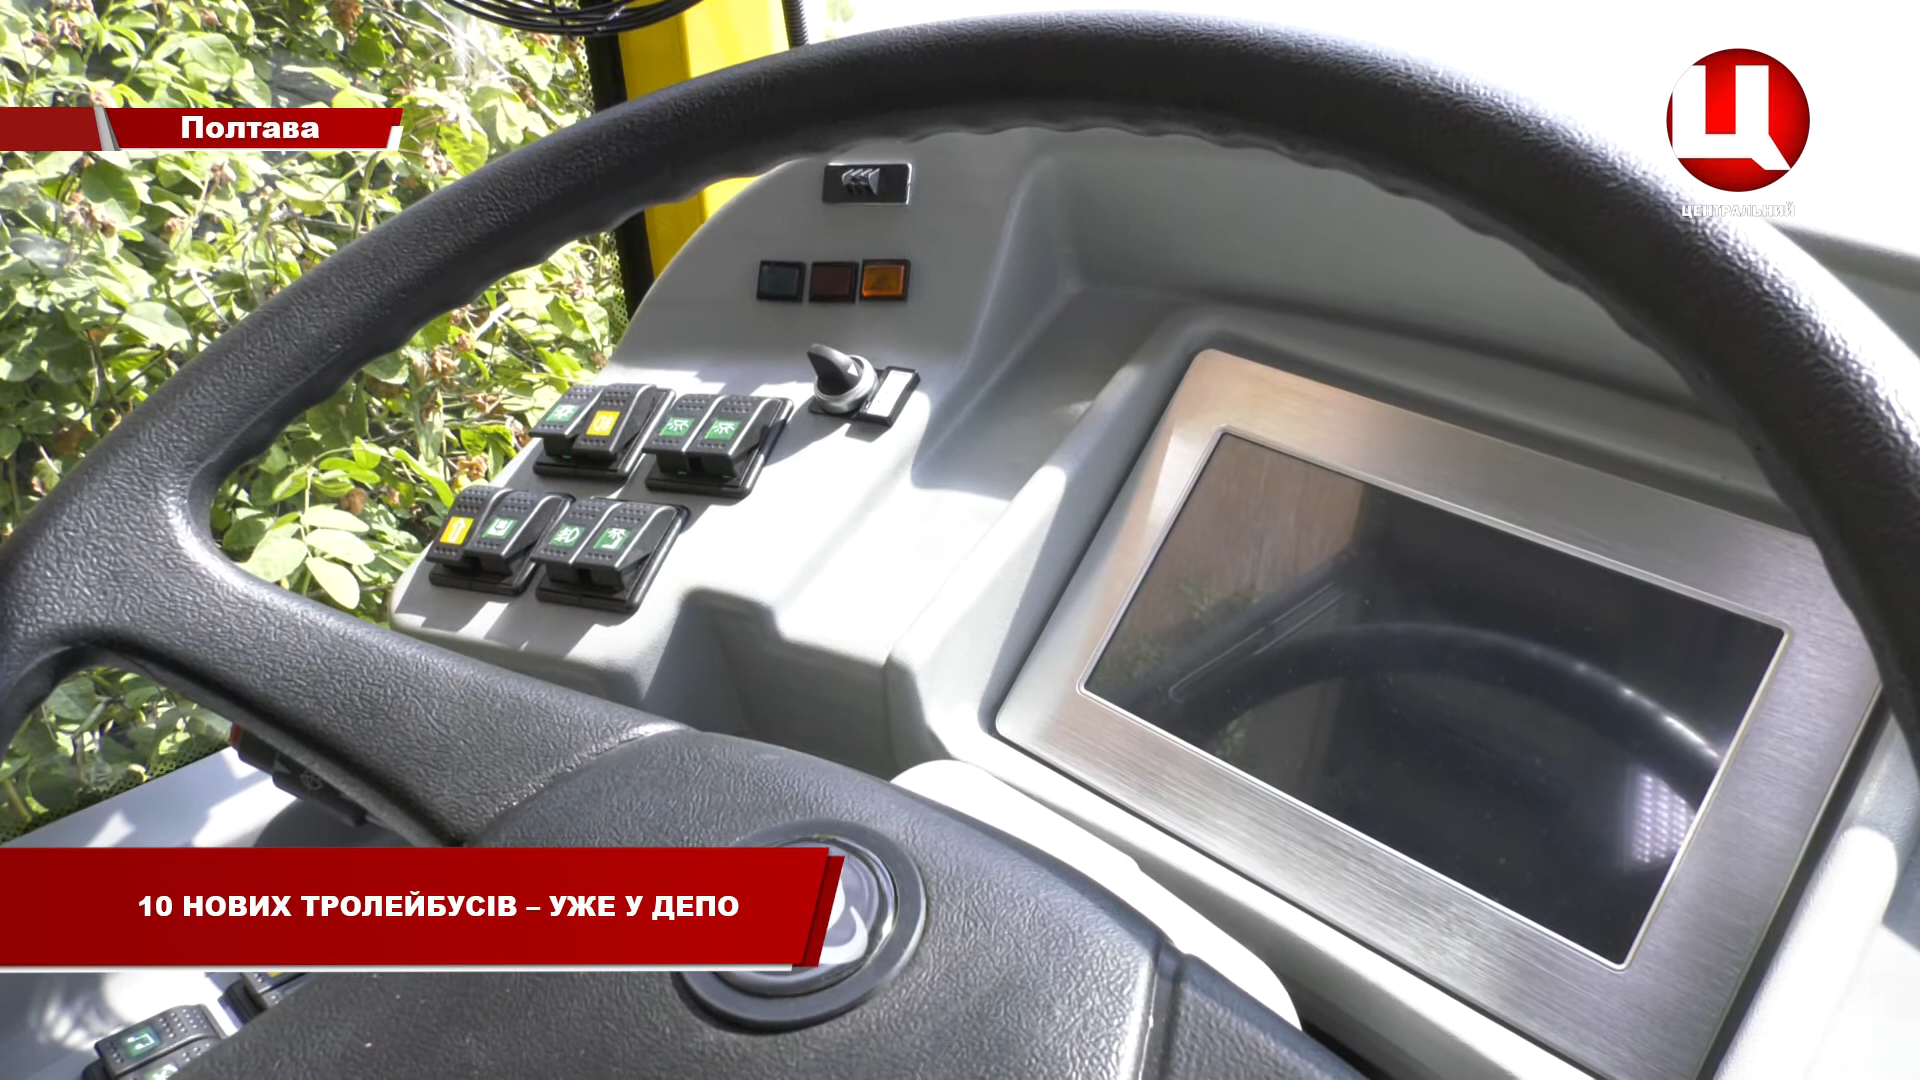 Полтава
Ц
ЦЕНТРАЛЬНИЙ
10 НОВИХ ТРОЛЕЙБУСІВ – УЖЕ У ДЕПО